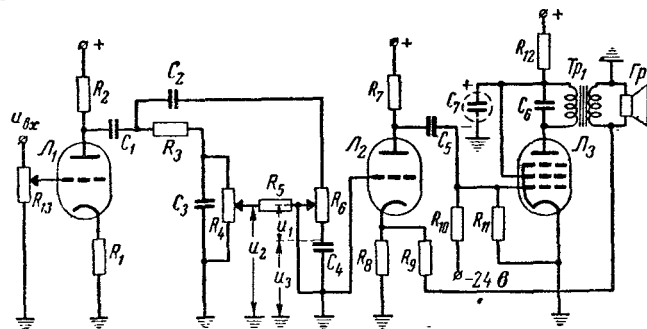 +
+
+
R₂
C₂
R₇
R₁₂
Тр₁
Гр
uвх
+
C₇
C₆
Л₁
C₁
R₃
Л₂
C₅
Л₃
R₁₃
C₃
R₄
R₅
R₆
u₁
u₂
u₃
C₄
R₁
R₈
R₉
R₁₀
R₁₁
−24 в